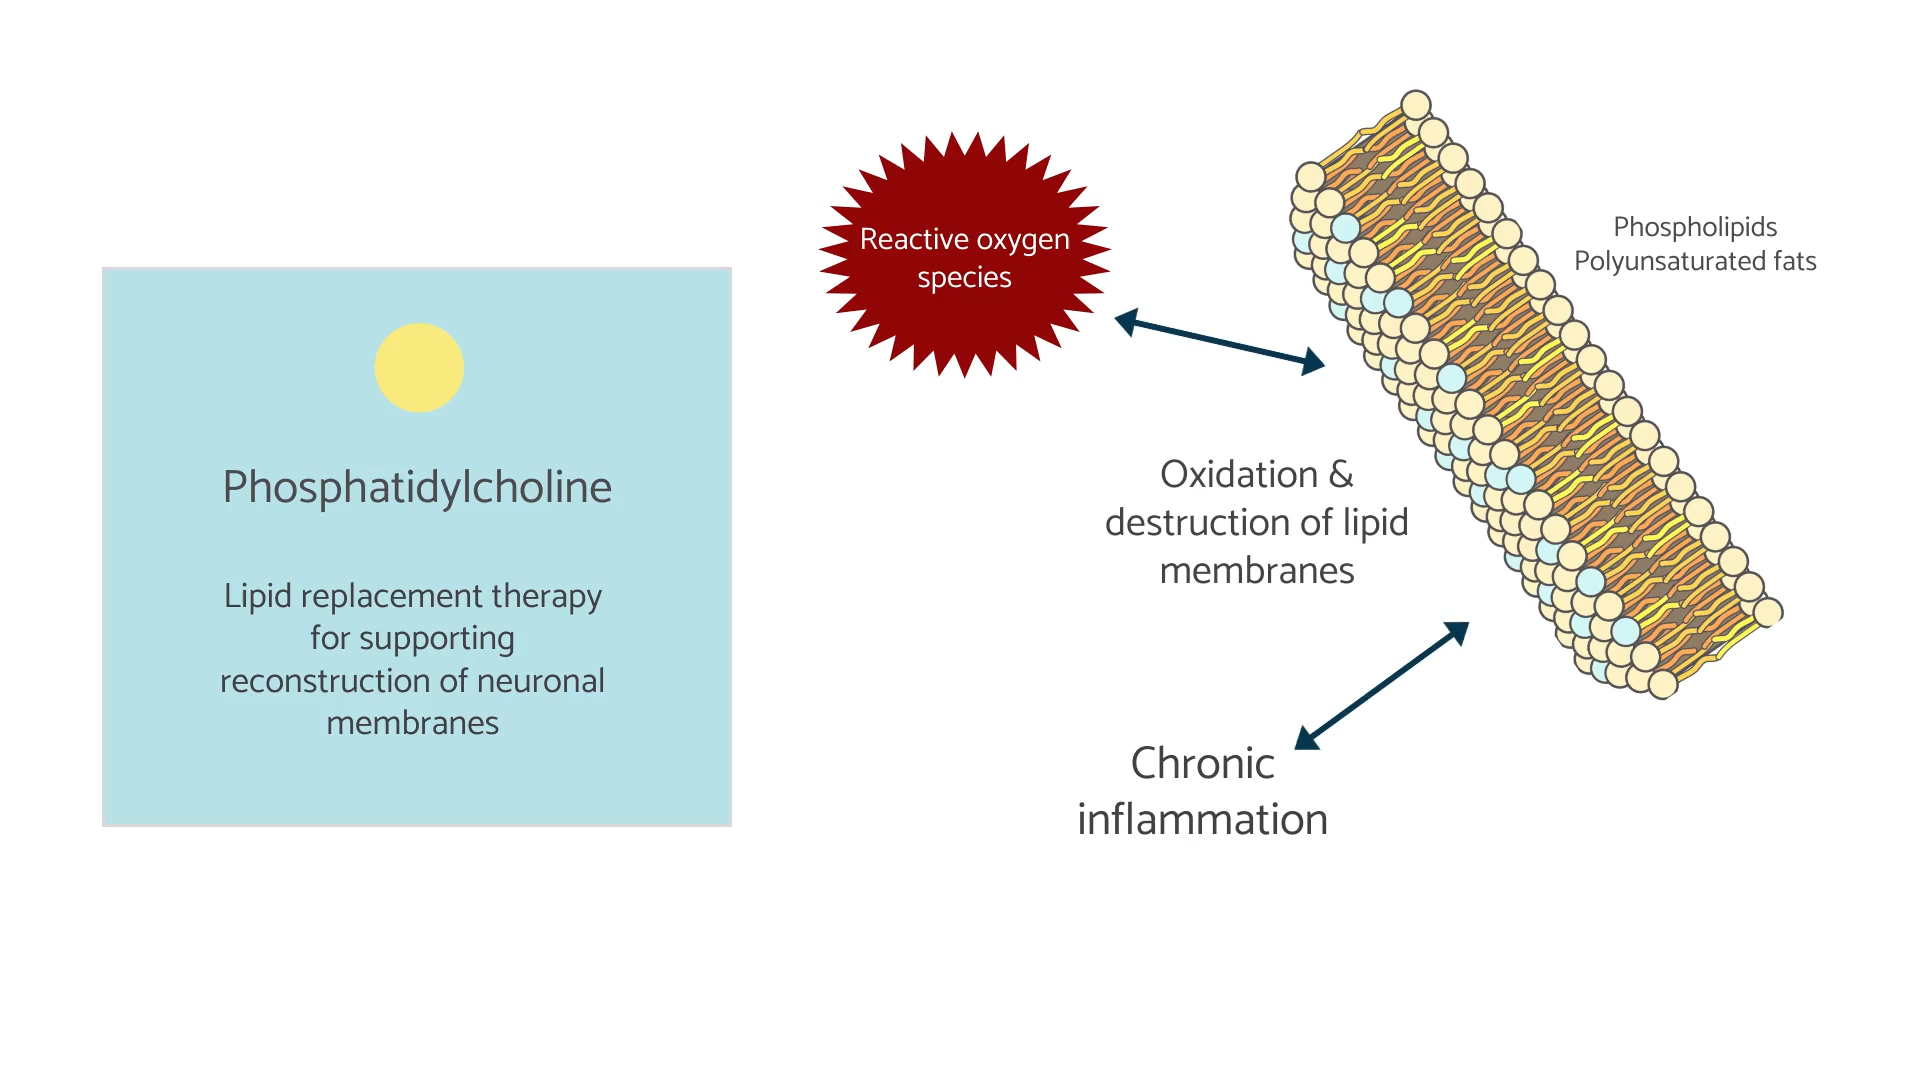 Phosphatidylcholine
Lipid replacement therapy
for supporting
reconstruction of neuronal
membranes
Reactive oxygen
species
Phospholipids
Polyunsaturated fats
Oxidation &
destruction of lipid
membranes
Chronic
inflammation